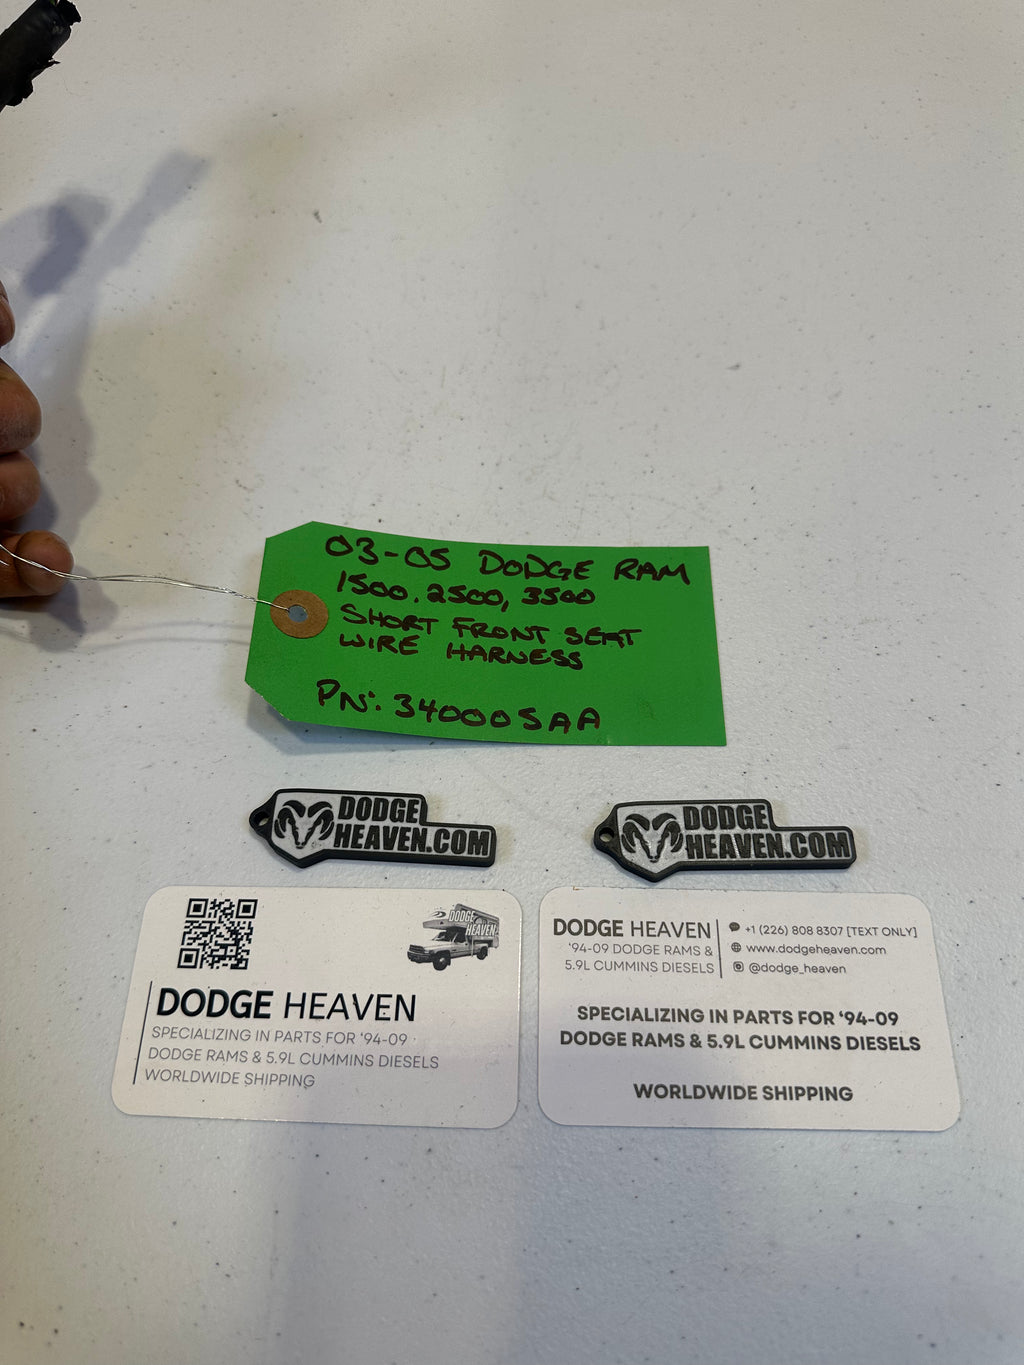 03-05 DODGE RAM
1500, 2500, 3500
SHORT FRONT SEAT
WIRE HARNESS
PN: 340005AA
DODGE
HEAVEN.COM
DODGE
HEAVEN.COM
DODGE
HEAVEN
DODGE HEAVEN
SPECIALIZING IN PARTS FOR '94-09
DODGE RAMS & 5.9L CUMMINS DIESELS
WORLDWIDE SHIPPING
DODGE HEAVEN
'94-09 DODGE RAMS &
5.9L CUMMINS DIESELS
+1 (226) 808 8307 [TEXT ONLY]
www.dodgeheaven.com
@dodge_heaven
SPECIALIZING IN PARTS FOR '94-09
DODGE RAMS & 5.9L CUMMINS DIESELS
WORLDWIDE SHIPPING